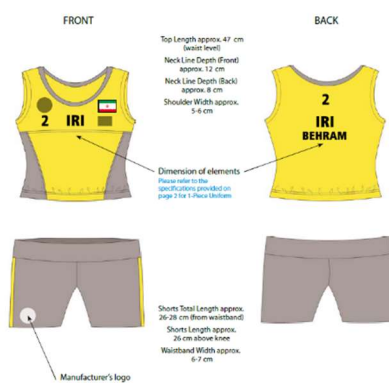 FRONT
BACK
Top Length approx. 47 cm
(waist level)
Neck Line Depth (Front)
approx. 12 cm
Neck Line Depth (Back)
approx. 8 cm
Shoulder Width approx.
5-6 cm
2 IRI
2
IRI
BEHRAM
Dimension of elements
Please refer to the
specifications provided on
page 2 for 1-Piece Uniform
Shorts Total Length approx.
26-28 cm (from waistband)
Shorts Length approx.
26 cm above knee
Waistband Width approx.
6-7 cm
Manufacturer's logo